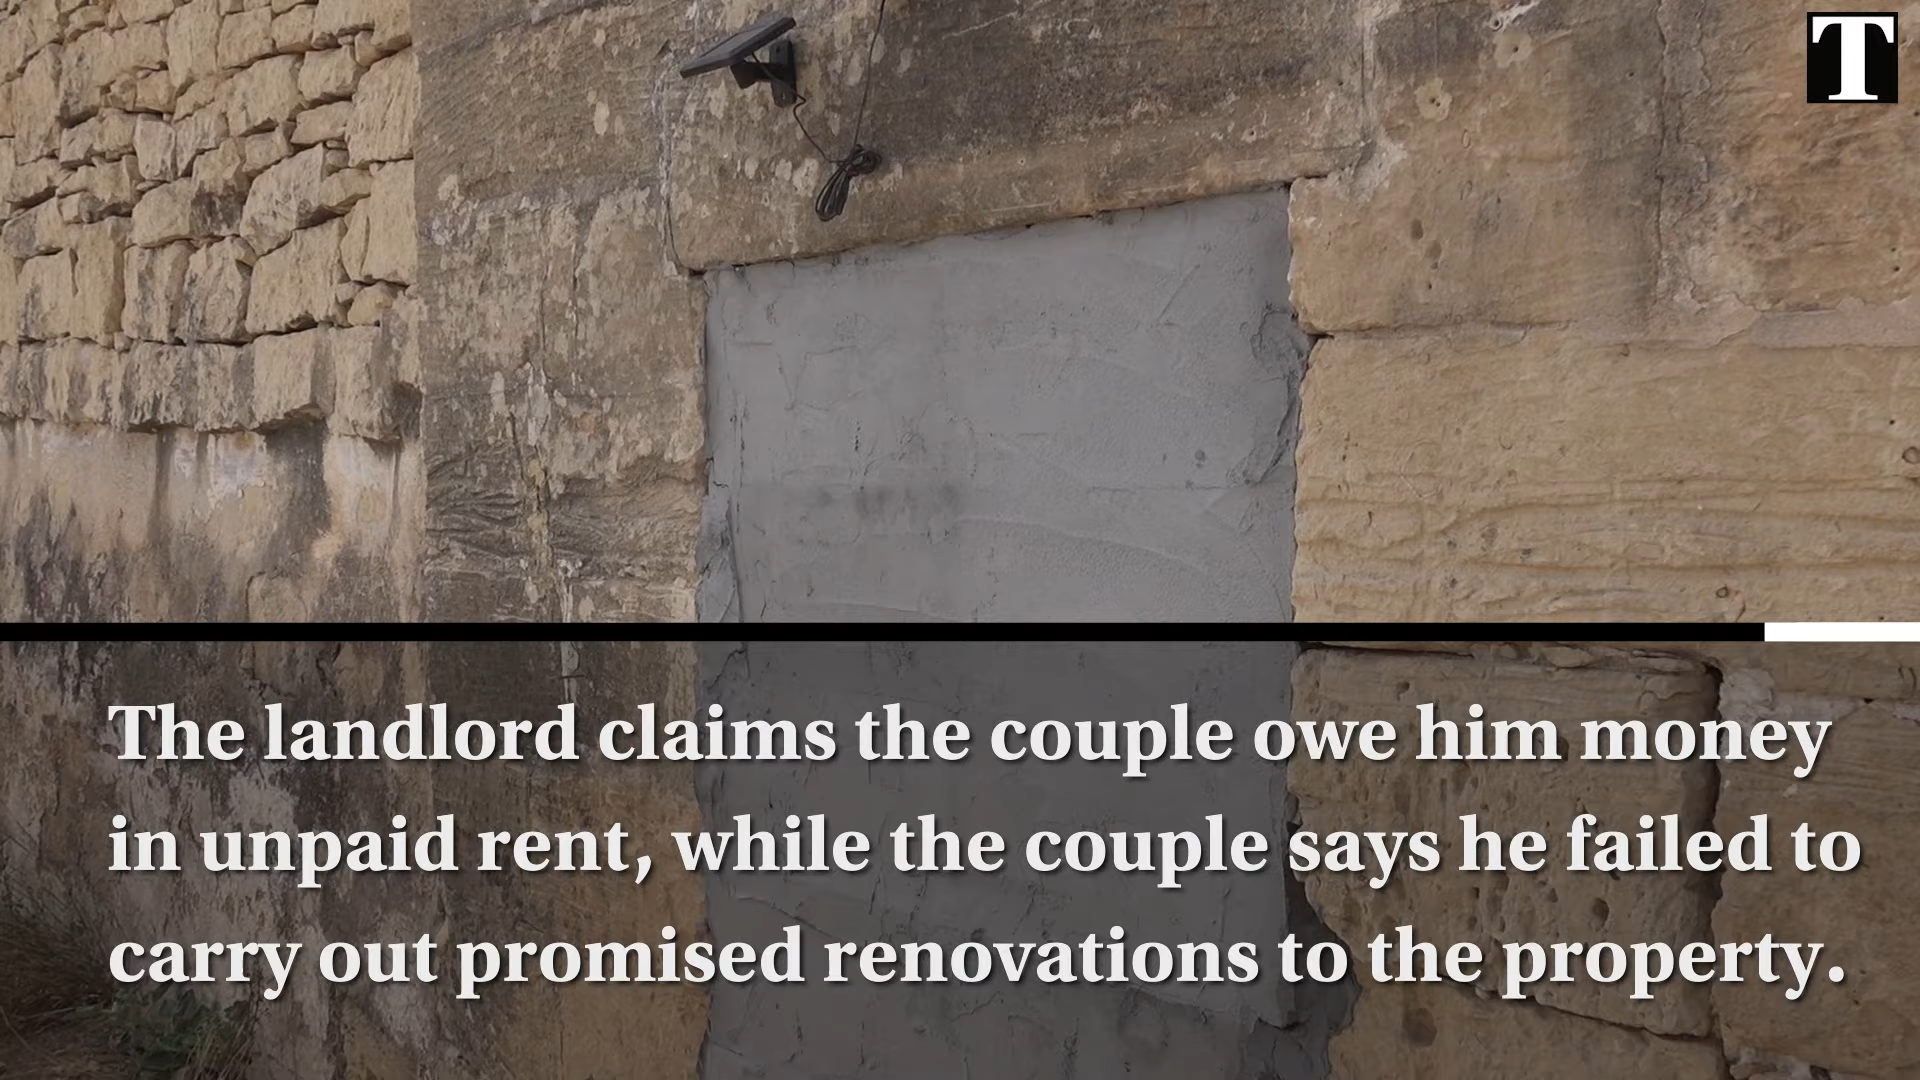 T
The landlord claims the couple owe him money
in unpaid rent, while the couple says he failed to
carry out promised renovations to the property.